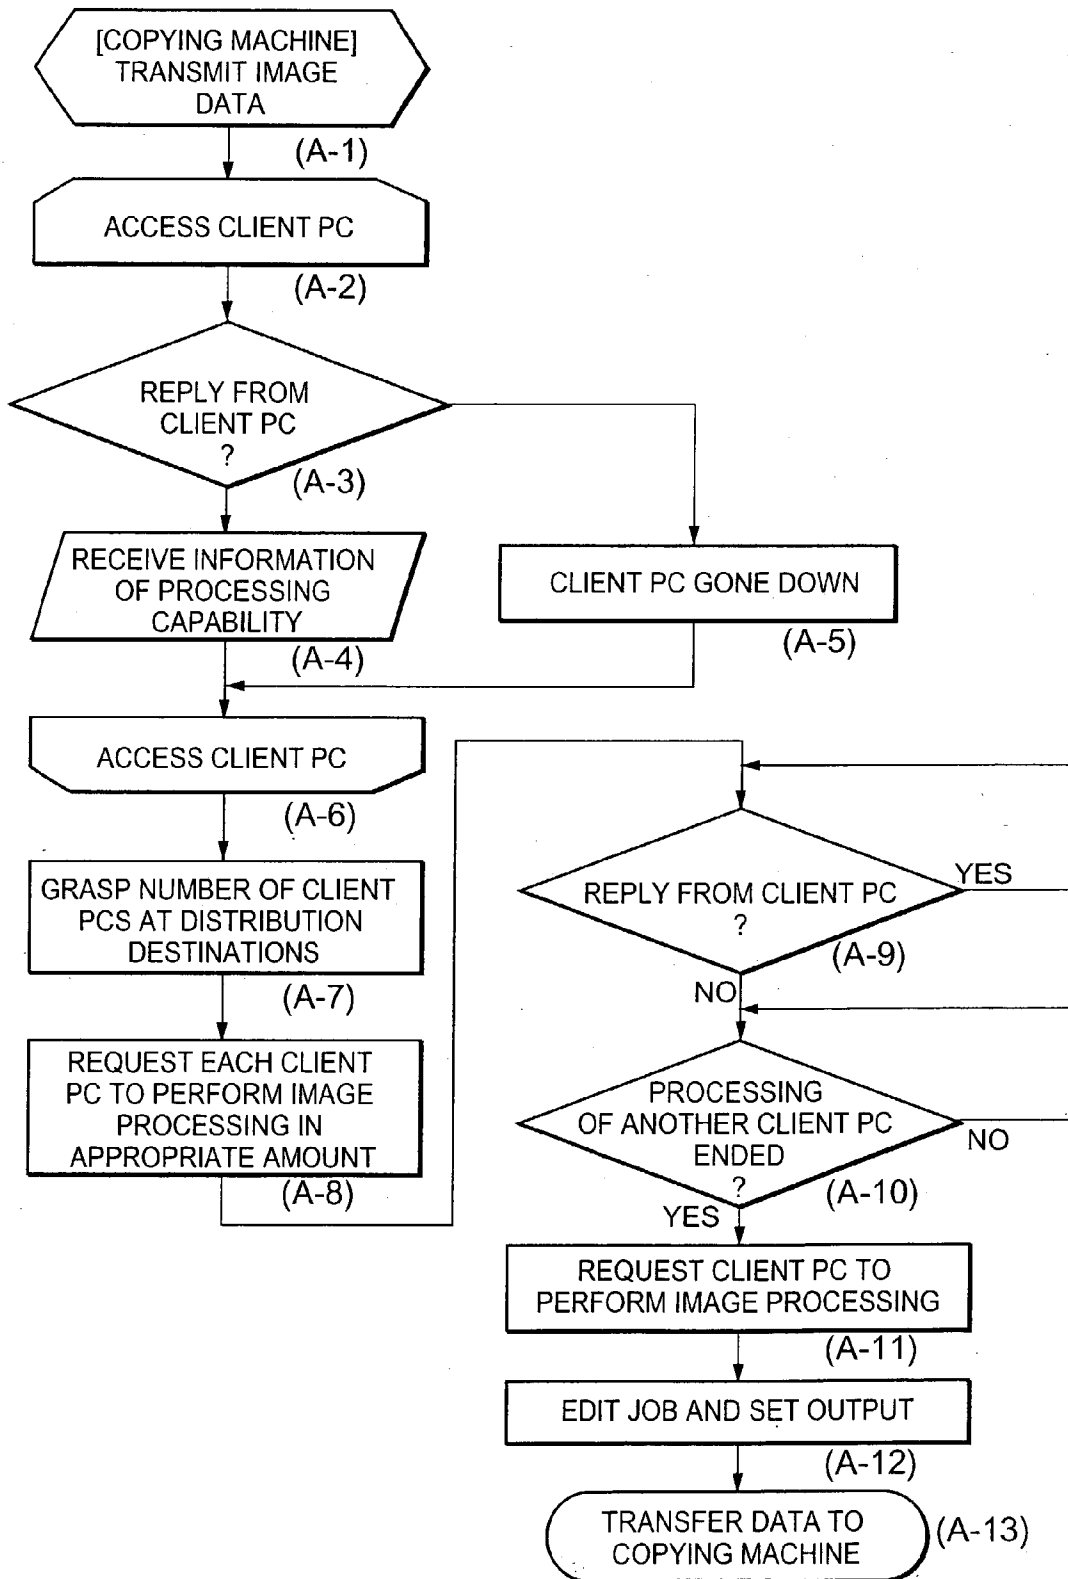 [COPYING MACHINE]
TRANSMIT IMAGE
DATA
(A-1)
ACCESS CLIENT PC
(A-2)
REPLY FROM
CLIENT PC
?
(A-3)
RECEIVE INFORMATION
OF PROCESSING
CAPABILITY
(A-4)
CLIENT PC GONE DOWN
(A-5)
ACCESS CLIENT PC
(A-6)
GRASP NUMBER OF CLIENT
PCS AT DISTRIBUTION
DESTINATIONS
(A-7)
REQUEST EACH CLIENT
PC TO PERFORM IMAGE
PROCESSING IN
APPROPRIATE AMOUNT
(A-8)
REPLY FROM CLIENT PC
?
YES
(A-9)
NO
PROCESSING
OF ANOTHER CLIENT PC
ENDED
?
NO
(A-10)
YES
REQUEST CLIENT PC TO
PERFORM IMAGE PROCESSING
(A-11)
EDIT JOB AND SET OUTPUT
(A-12)
TRANSFER DATA TO
COPYING MACHINE
(A-13)